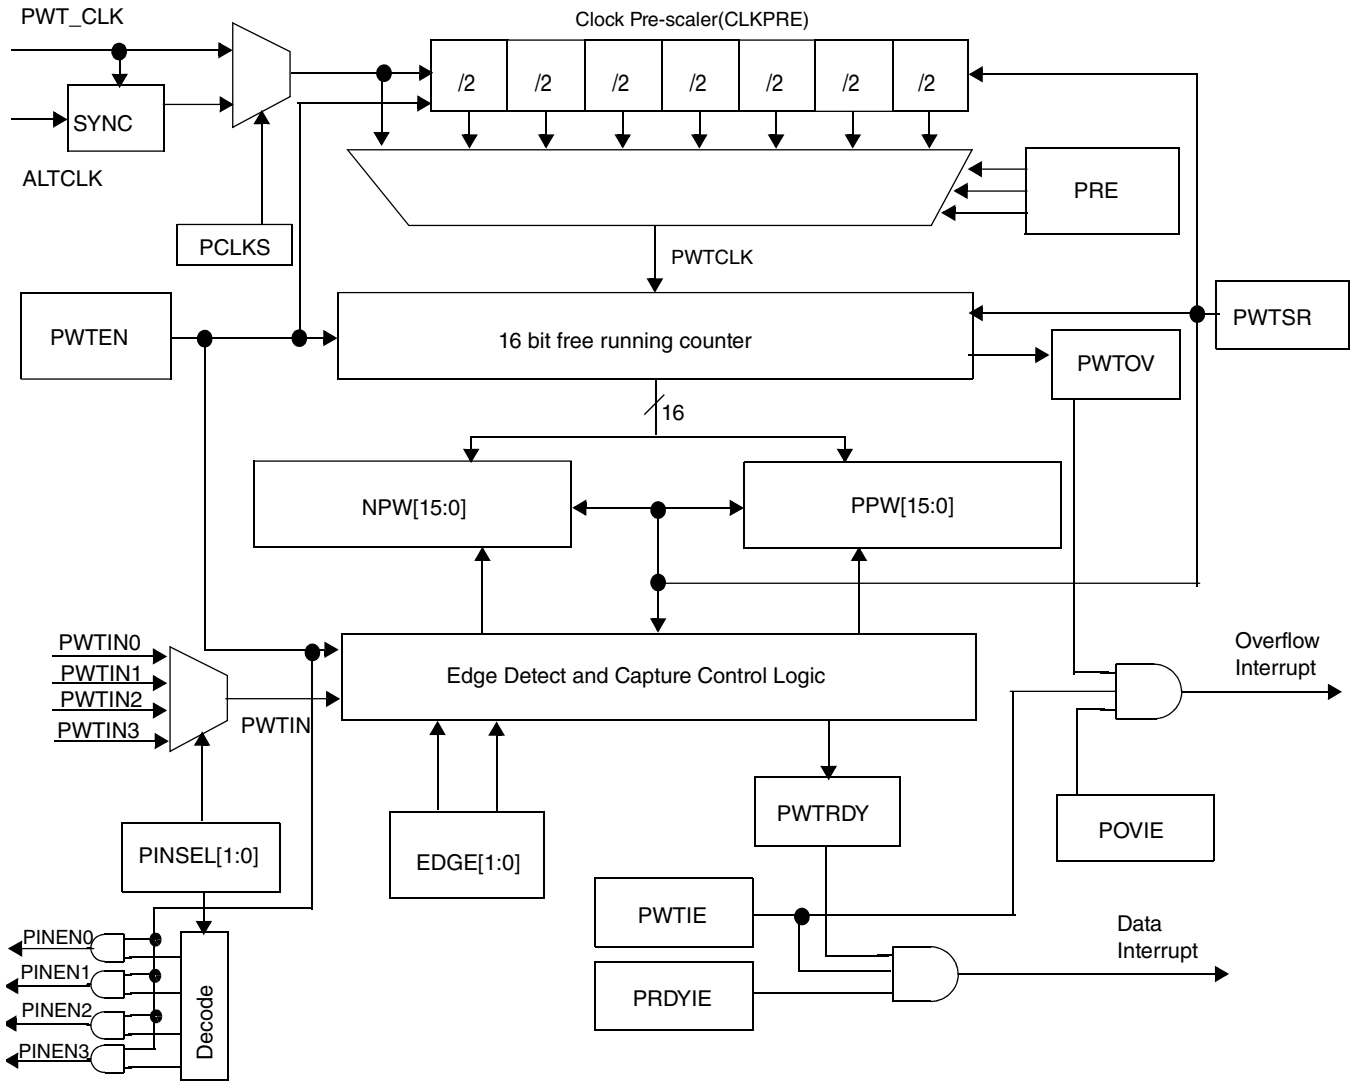 PWT_CLK
Clock Pre-scaler(CLKPRE)
/2
/2
/2
/2
/2
/2
/2
SYNC
ALTCLK
PRE
PCLKS
PWTCLK
PWTEN
16 bit free running counter
PWTSR
PWTOV
16
NPW[15:0]
PPW[15:0]
PWTIN0
PWTIN1
PWTIN2
PWTIN3
PWTIN
Edge Detect and Capture Control Logic
Overflow
Interrupt
PINSEL[1:0]
EDGE[1:0]
PWTRDY
POVIE
PWTIE
PRDYIE
Data
Interrupt
PINEN0
PINEN1
PINEN2
PINEN3
Decode